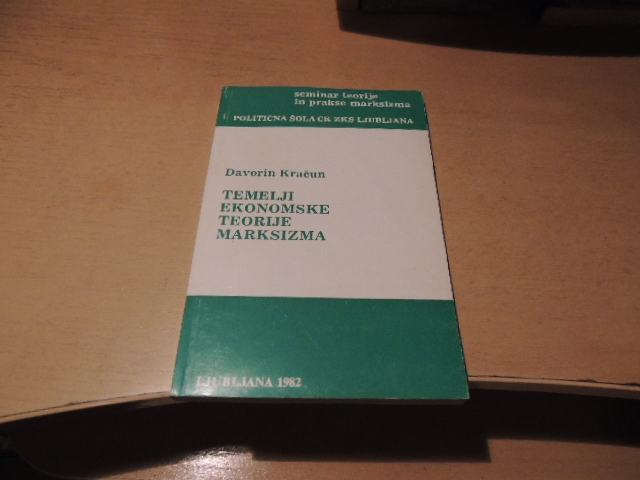 seminar teorije
in prakse marksizma
POLITIČNA ŠOLA CK ZKS LJUBLJANA
Davorin Kračun
TEMELJI
EKONOMSKE
TEORIJE
MARKSIZMA
LJUBLJANA 1982